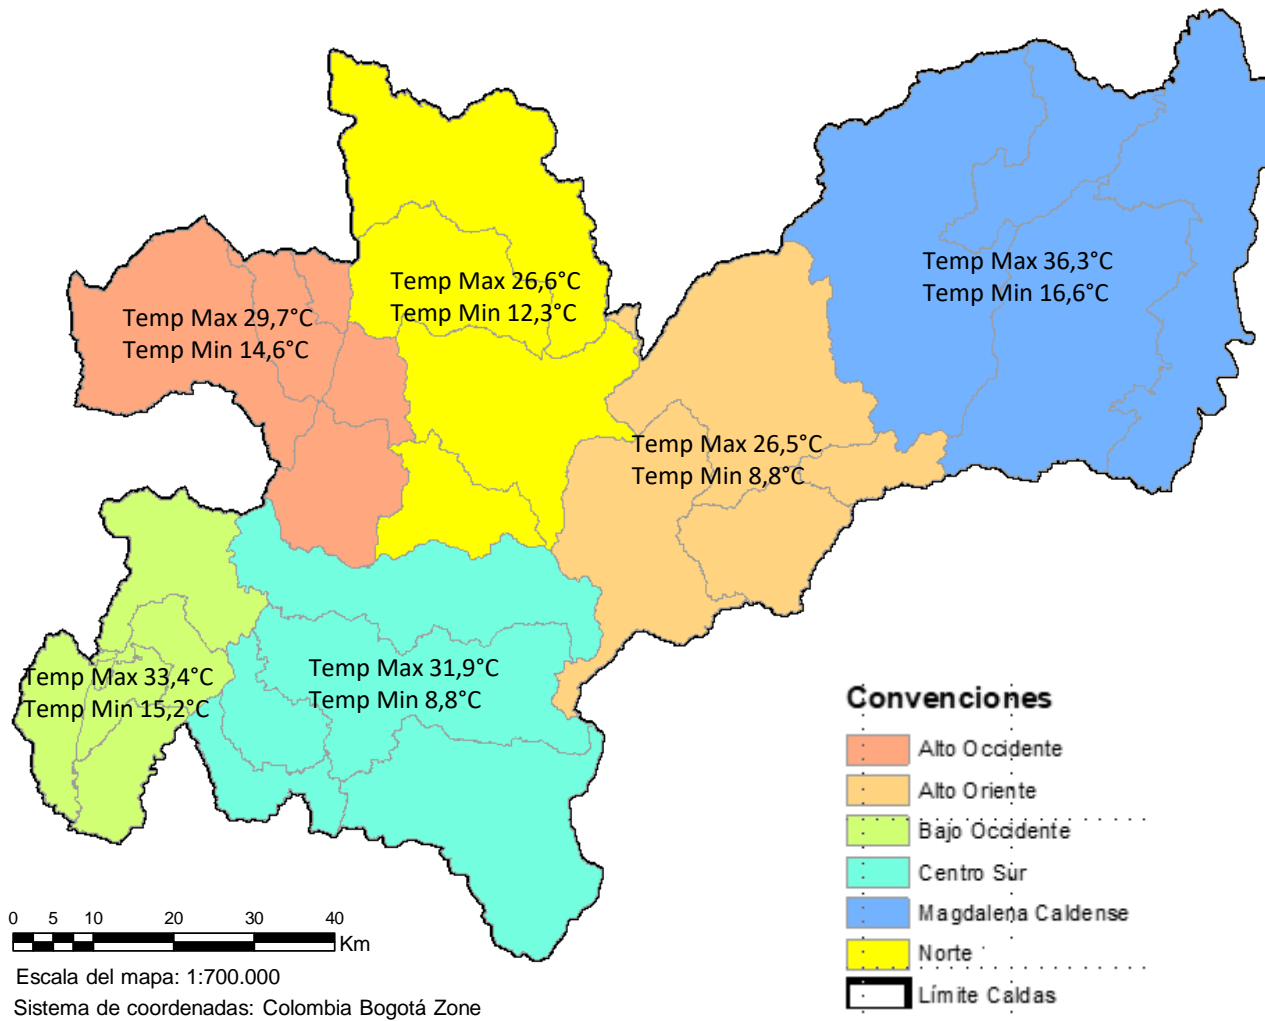 Temp Max 36,3°C
Temp Min 16,6°C
Temp Max 26,6°C
Temp Min 12,3°C
Temp Max 29,7°C
Temp Min 14,6°C
Temp Max 26,5°C
Temp Min 8,8°C
Temp Max 33,4°C
Temp Min 15,2°C
Temp Max 31,9°C
Temp Min 8,8°C
Convenciones
Alto Occidente
Alto Oriente
Bajo Occidente
Centro Sur
Magdalena Caldense
Norte
Límite Caldas
0 5 10 20 30 40
Km
Escala del mapa: 1:700.000
Sistema de coordenadas: Colombia Bogotá Zone